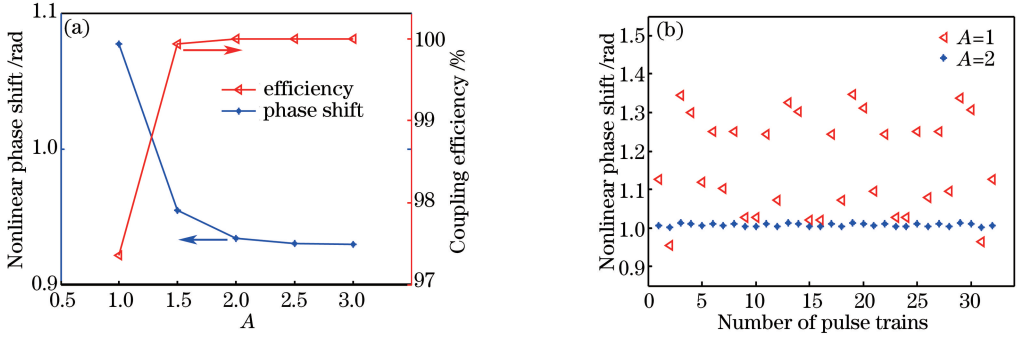 (a)
1.1
1.0
0.9
Nonlinear phase shift /rad
100
99
98
97
Coupling efficiency /%
efficiency
phase shift
0.5 1.0 1.5 2.0 2.5 3.0
A
(b)
1.5
1.4
1.3
1.2
1.1
1.0
0.9
Nonlinear phase shift /rad
A=1
A=2
0 5 10 15 20 25 30
Number of pulse trains